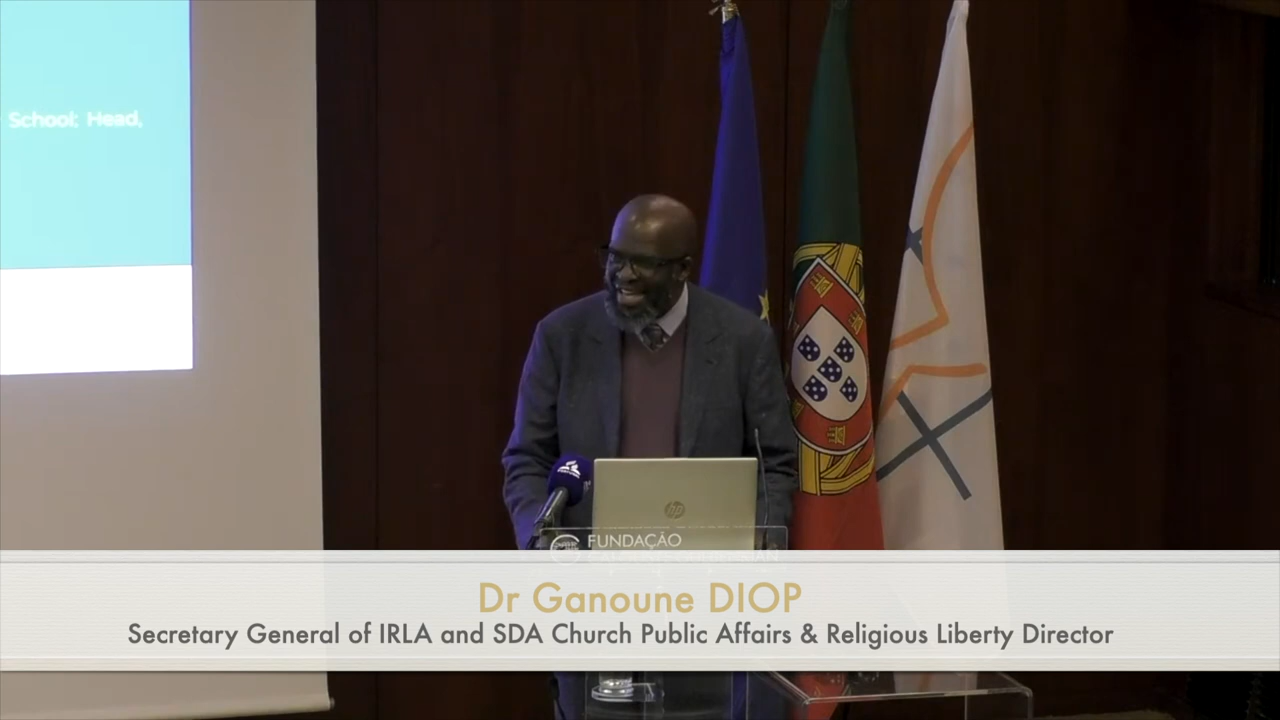 School: Head,
hp
FUNDAÇÃO
Dr Ganoune DIOP
Secretary General of IRLA and SDA Church Public Affairs & Religious Liberty Director